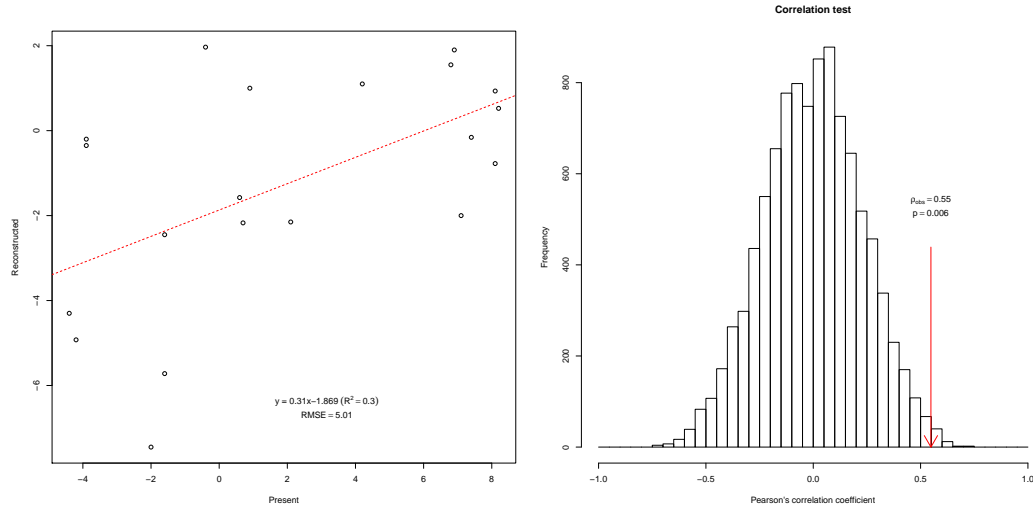 Reconstructed
2
0
−2
−4
−6
y = 0.31x−1.869 (R² = 0.3)
RMSE = 5.01
−4
−2
0
2
4
6
8
Present
Correlation test
Frequency
800
600
400
200
0
ρobs = 0.55
p = 0.006
−1.0
−0.5
0.0
0.5
1.0
Pearson's correlation coefficient